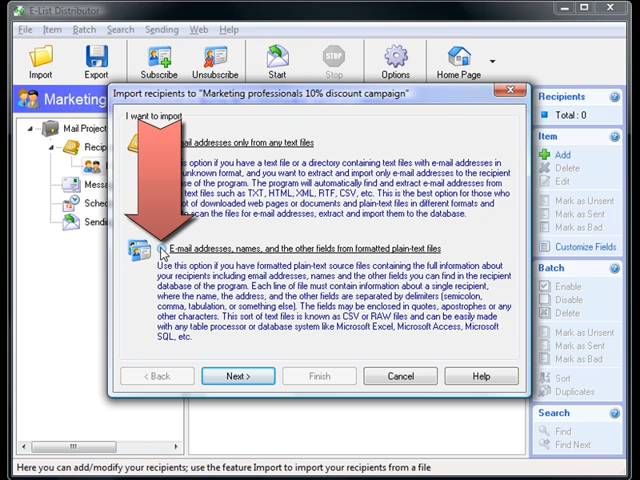 E-List Distributor
File Item Batch Search Sending Web Help
Import Export Subscribe Unsubscribe Start Stop Options Home Page
Marketing
Import recipients to "Marketing professionals 10% discount campaign"
Recipients
Total : 0
Item
Add
Delete
Edit
Mark as Unsent
Mark as Sent
Mark as Bad
Customize Fields
Batch
Enable
Disable
Delete
Mark as Unsent
Mark as Sent
Mark as Bad
Sort
Duplicates
Search
Find
Find Next
Mail Project
Recip
Messa
Sched
Sending
I want to import
ail addresses only from any text files
is option if you have a text file or a directory containing text files with e-mail addresses in
unknown format, and you want to extract and import only e-mail addresses to the recipient
ase of the program. The program will automatically find and extract e-mail addresses from
text files such as TXT, HTML, XML, RTF, CSV, etc. This is the best option for those who
ot of downloaded web pages or documents and plain-text files in different formats and
o scan the files for e-mail addresses, extract and import them to the database.
E-mail addresses, names, and the other fields from formatted plain-text files
Use this option if you have formatted plain-text source files containing the full information about
your recipients including email addresses, names and the other fields you can find in the recipient
database of the program. Each line of file must contain information about a single recipient,
where the name, the address, and the other fields are separated by delimiters (semicolon,
comma, tabulation, or something else). The fields may be enclosed in quotes, apostrophes or any
other characters. This sort of text files is known as CSV or RAW files and can be easily made
with any table processor or database system like Microsoft Excel, Microsoft Access, Microsoft
SQL, etc.
< Back Next > Finish Cancel Help
Here you can add/modify your recipients; use the feature Import to import your recipients from a file